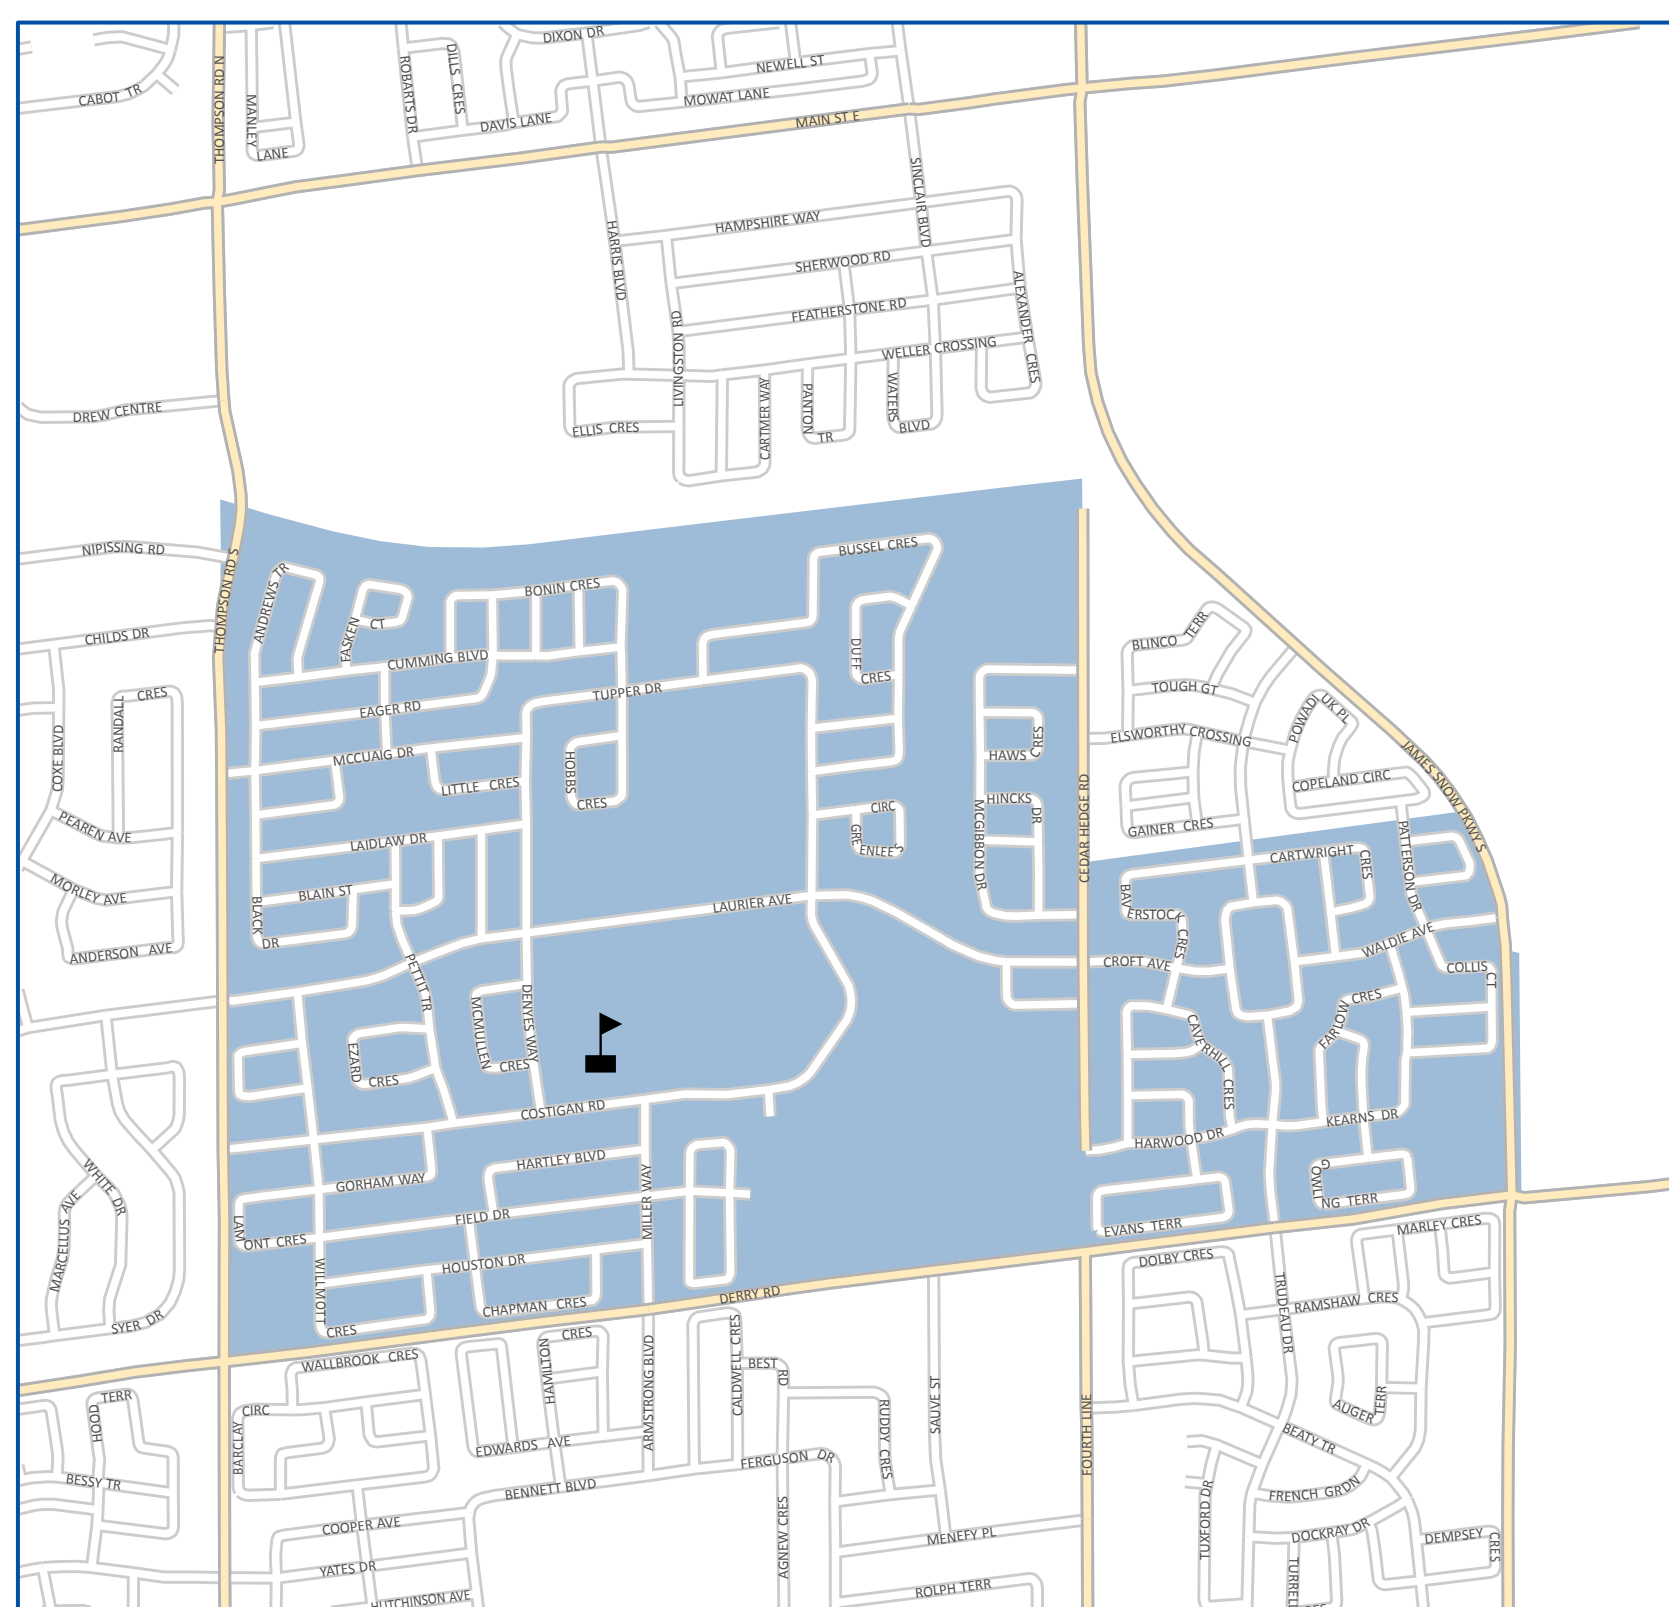 DIXON DR
DILLS CRES
ROBARTS DR
NEWELL ST
CABOT TR
MANLEY LANE
THOMPSON RD N
DAVIS LANE
MOWAT LANE
MAIN ST E
SINCLAIR BLVD
HAMPSHIRE WAY
HARRIS BLVD
SHERWOOD RD
FEATHERSTONE RD
ALEXANDER CRES
LIVINGSTON RD
WELLER CROSSING
DREW CENTRE
ELLIS CRES
CARTMER WAY
PANTON TR
WATERS BLVD
NIPISSING RD
THOMPSON RD S
BUSSEL CRES
ANDREWS TR
FASKEN CT
BONIN CRES
CHILDS DR
CUMMING BLVD
DUFF CRES
BLINCO TERR
TOUGH GT
TUPPER DR
EAGER RD
RANDALL CRES
COXE BLVD
MCCUAIG DR
LITTLE CRES
HOBBS CRES
HAWS CRES
ELSWORTHY CROSSING
POWADIUK PL
COPELAND CIRC
JAMES SNOW PKWY S
CEDAR HEDGE RD
HINCKS DR
MCGIBBON DR
GREENLEES CIRC
GAINER CRES
PEAREN AVE
LAIDLAW DR
BLAIN ST
MORLEY AVE
BLACK DR
LAURIER AVE
CARTWRIGHT CRES
PATTERSON DR
BAVERSTOCK CRES
WALDIE AVE
ANDERSON AVE
PETTIT TR
CROFT AVE
COLLIS CT
DENYES WAY
MCMULLEN CRES
EZARD CRES
FARLOW CRES
CAVERHILL CRES
COSTIGAN RD
HARWOOD DR
KEARNS DR
WHITE DR
MARCELLUS AVE
GORHAM WAY
HARTLEY BLVD
MILLER WAY
GOWLING TERR
EVANS TERR
LAMONT CRES
FIELD DR
HOUSTON DR
WILLMOTT CRES
CHAPMAN CRES
DERRY RD
SYER DR
MARLEY CRES
DOLBY CRES
TRUDEAU DR
RAMSHAW CRES
WALLBROOK CRES
HAMILTON CRES
ARMSTRONG BLVD
CALDWELL CRES
BEST RD
SAUVE ST
RUDDY CRES
FOURTH LINE
AUGER TERR
HOOD TERR
BARCLAY CIRC
EDWARDS AVE
BEATY TR
BESSY TR
BENNETT BLVD
FERGUSON DR
AGNEW CRES
TUXFORD DR
FRENCH GRDN
DOCKRAY DR
DEMPSEY CRES
COOPER AVE
YATES DR
MENEFY PL
ROLPH TERR
HUTCHINSON AVE